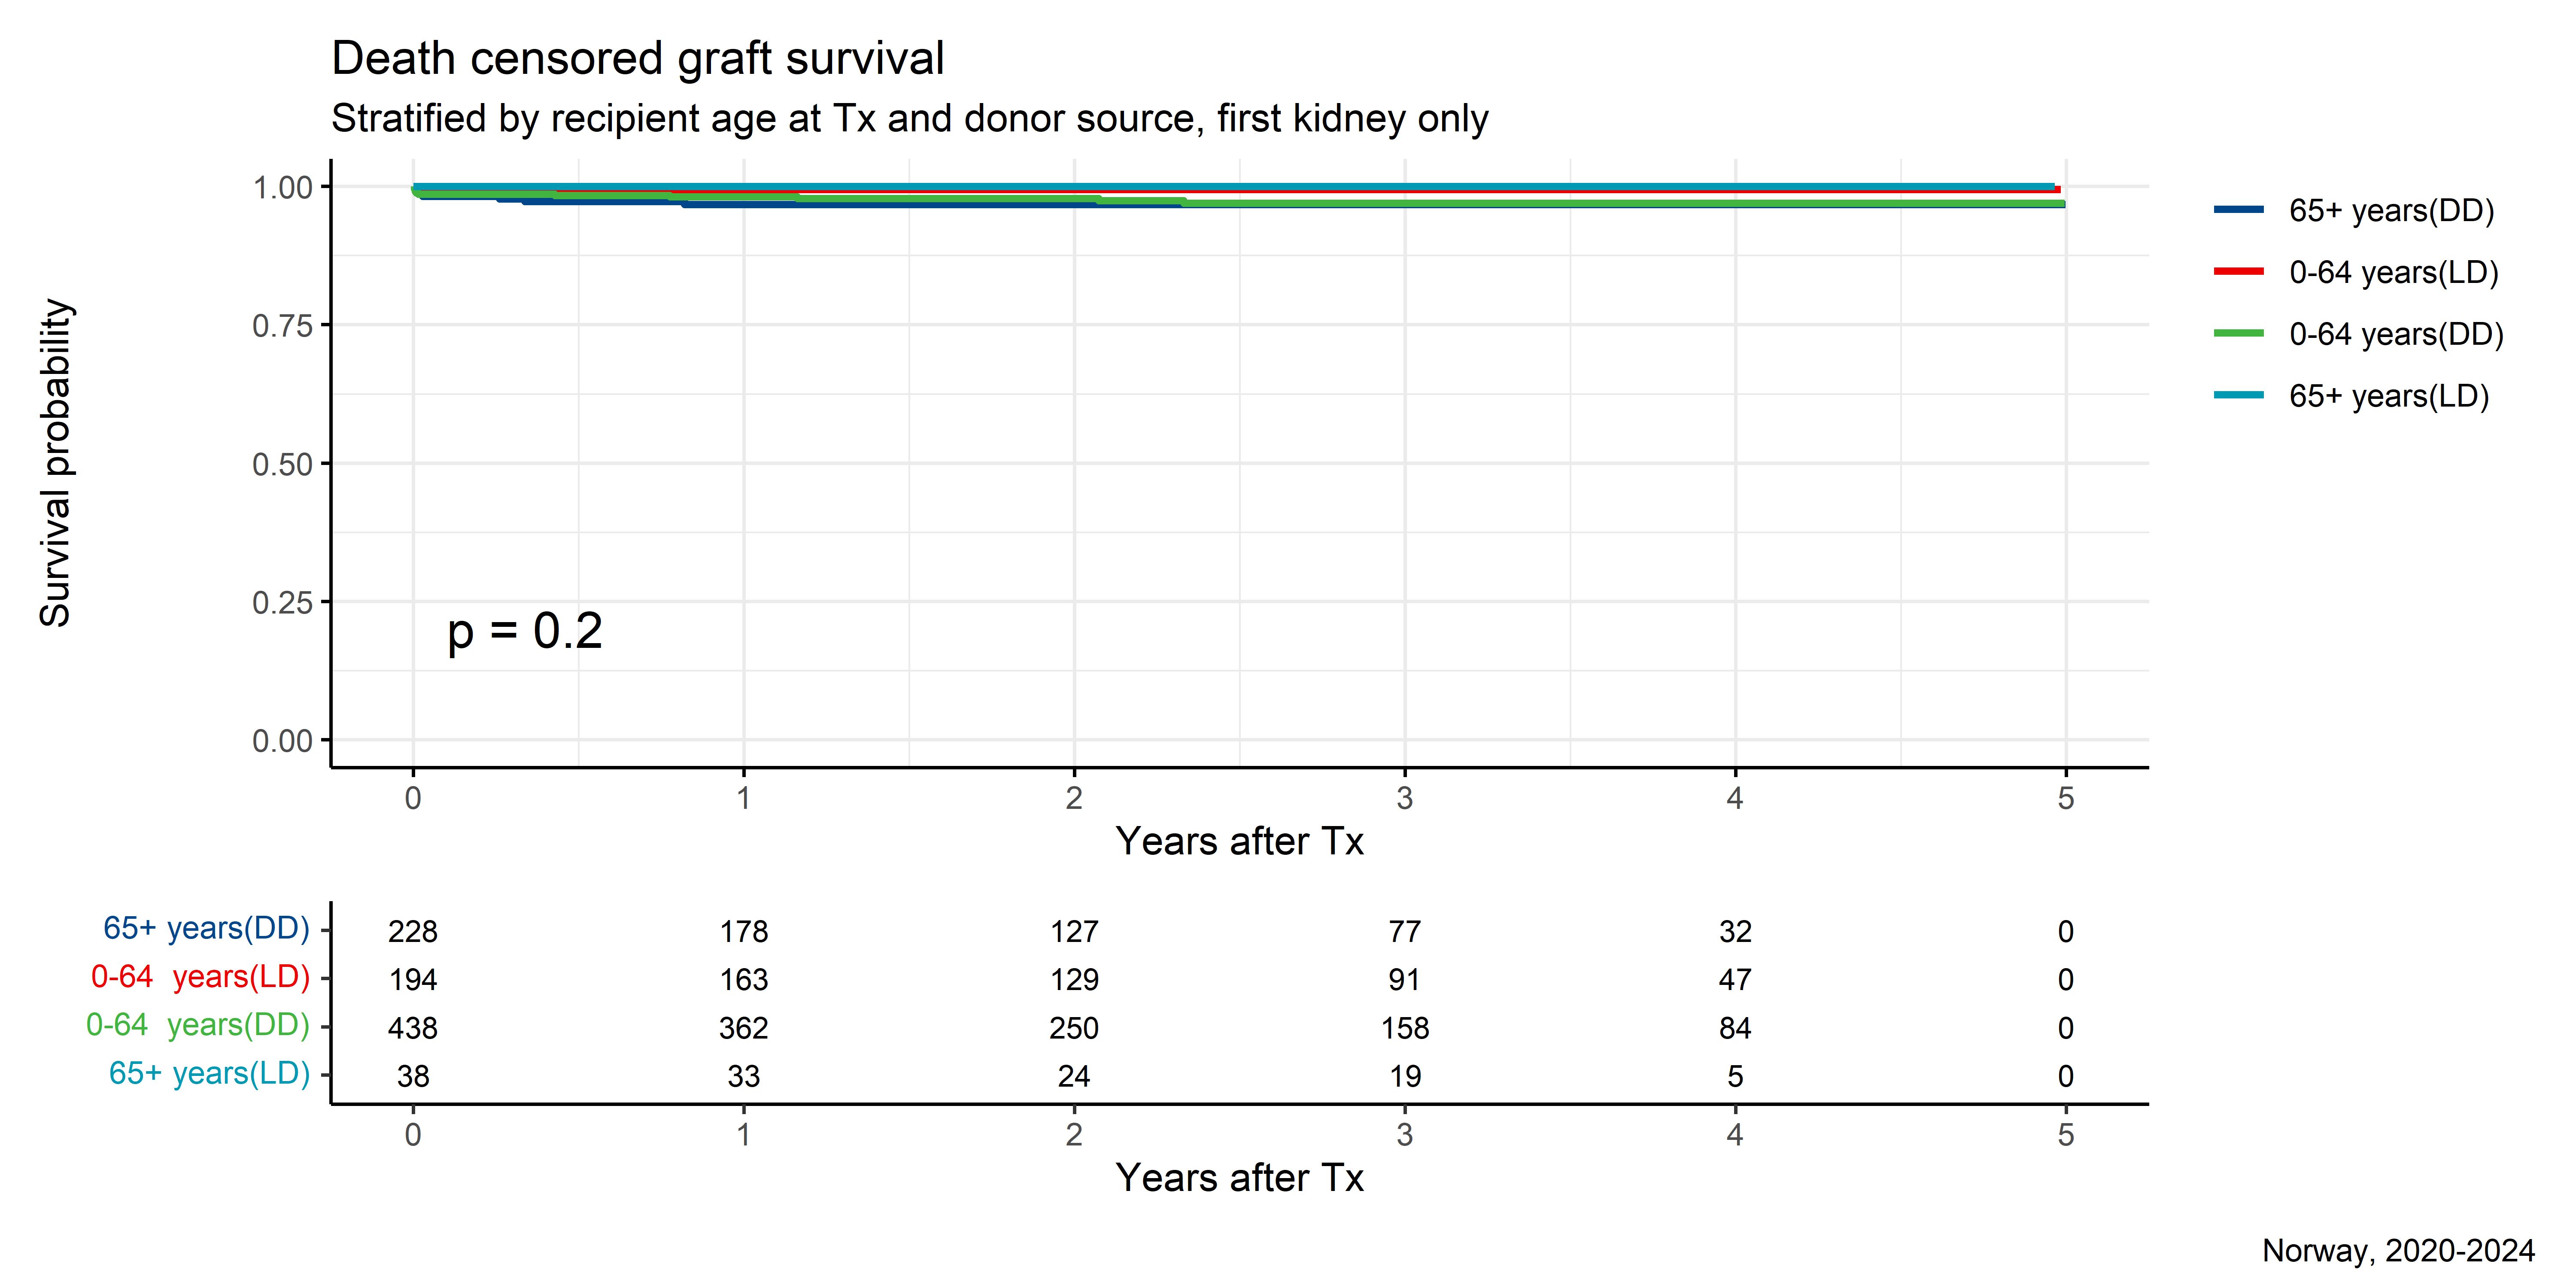 Death censored graft survival
Stratified by recipient age at Tx and donor source, first kidney only
Survival probability
1.00
0.75
0.50
0.25
0.00
p = 0.2
0 1 2 3 4 5
Years after Tx
65+ years(DD)
0-64 years(LD)
0-64 years(DD)
65+ years(LD)
65+ years(DD) 228 178 127 77 32 0
0-64  years(LD) 194 163 129 91 47 0
0-64  years(DD) 438 362 250 158 84 0
65+ years(LD) 38 33 24 19 5 0
0 1 2 3 4 5
Years after Tx
Norway, 2020-2024